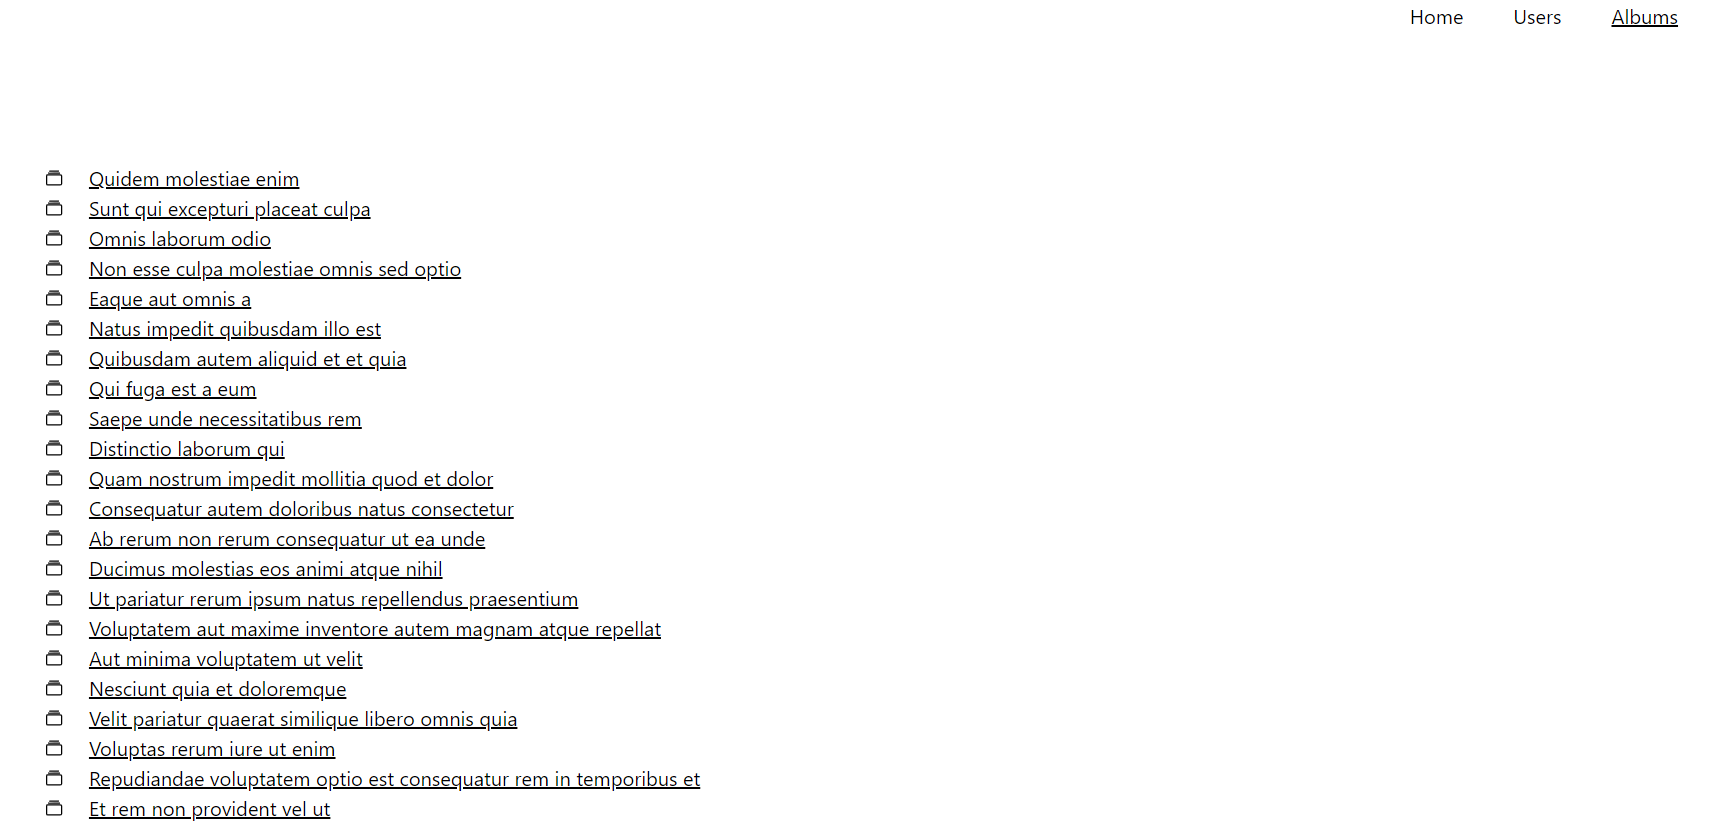 Home Users Albums
Quidem molestiae enim
Sunt qui excepturi placeat culpa
Omnis laborum odio
Non esse culpa molestiae omnis sed optio
Eaque aut omnis a
Natus impedit quibusdam illo est
Quibusdam autem aliquid et et quia
Qui fuga est a eum
Saepe unde necessitatibus rem
Distinctio laborum qui
Quam nostrum impedit mollitia quod et dolor
Consequatur autem doloribus natus consectetur
Ab rerum non rerum consequatur ut ea unde
Ducimus molestias eos animi atque nihil
Ut pariatur rerum ipsum natus repellendus praesentium
Voluptatem aut maxime inventore autem magnam atque repellat
Aut minima voluptatem ut velit
Nesciunt quia et doloremque
Velit pariatur quaerat similique libero omnis quia
Voluptas rerum iure ut enim
Repudiandae voluptatem optio est consequatur rem in temporibus et
Et rem non provident vel ut